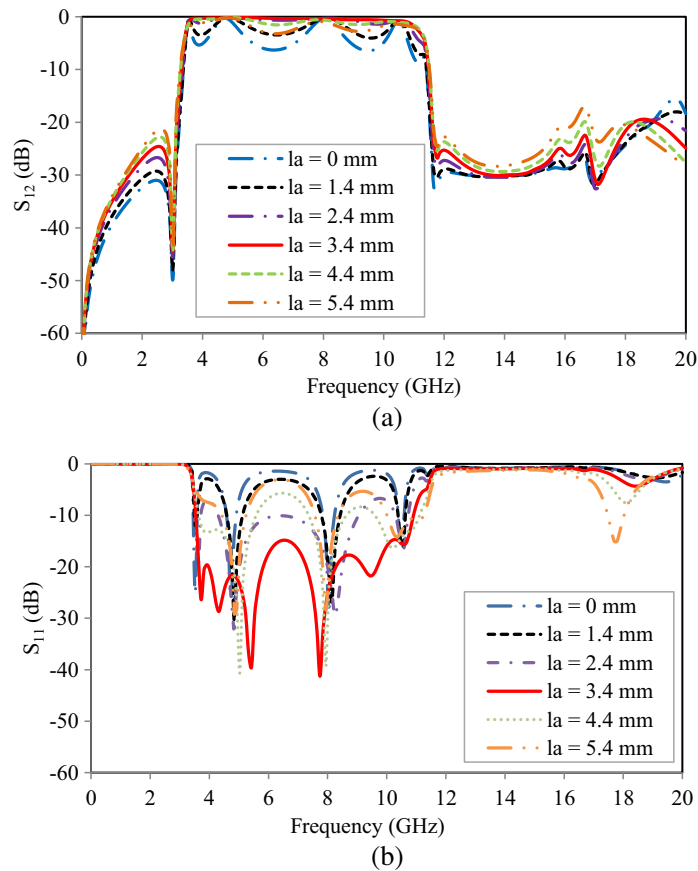 0
-10
-20
-30
-40
-50
-60
S12 (dB)
la = 0 mm
la = 1.4 mm
la = 2.4 mm
la = 3.4 mm
la = 4.4 mm
la = 5.4 mm
0 2 4 6 8 10 12 14 16 18 20
Frequency (GHz)
(a)
0
-10
-20
-30
-40
-50
-60
S11 (dB)
la = 0 mm
la = 1.4 mm
la = 2.4 mm
la = 3.4 mm
la = 4.4 mm
la = 5.4 mm
0 2 4 6 8 10 12 14 16 18 20
Frequency (GHz)
(b)